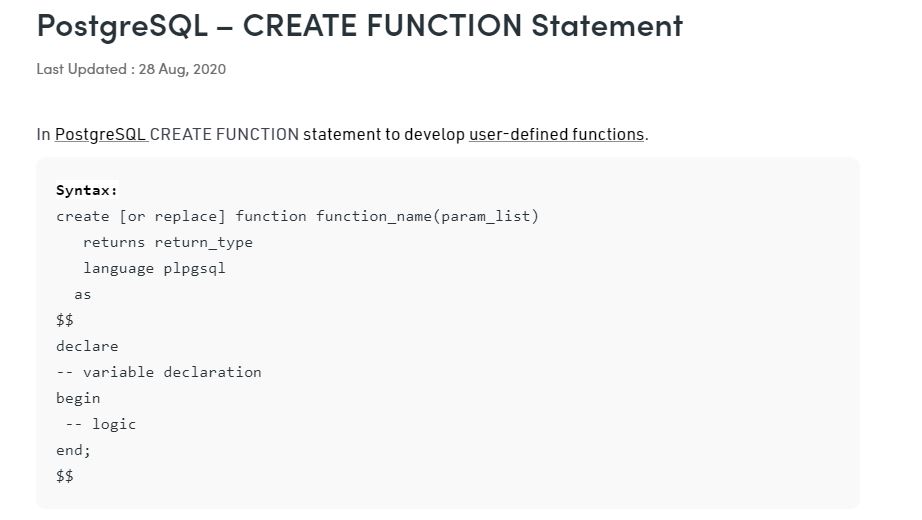 PostgreSQL – CREATE FUNCTION Statement
Last Updated : 28 Aug, 2020
In PostgreSQL CREATE FUNCTION statement to develop user-defined functions.
Syntax:
create [or replace] function function_name(param_list)
   returns return_type
   language plpgsql
  as
$$
declare
-- variable declaration
begin
 -- logic
end;
$$